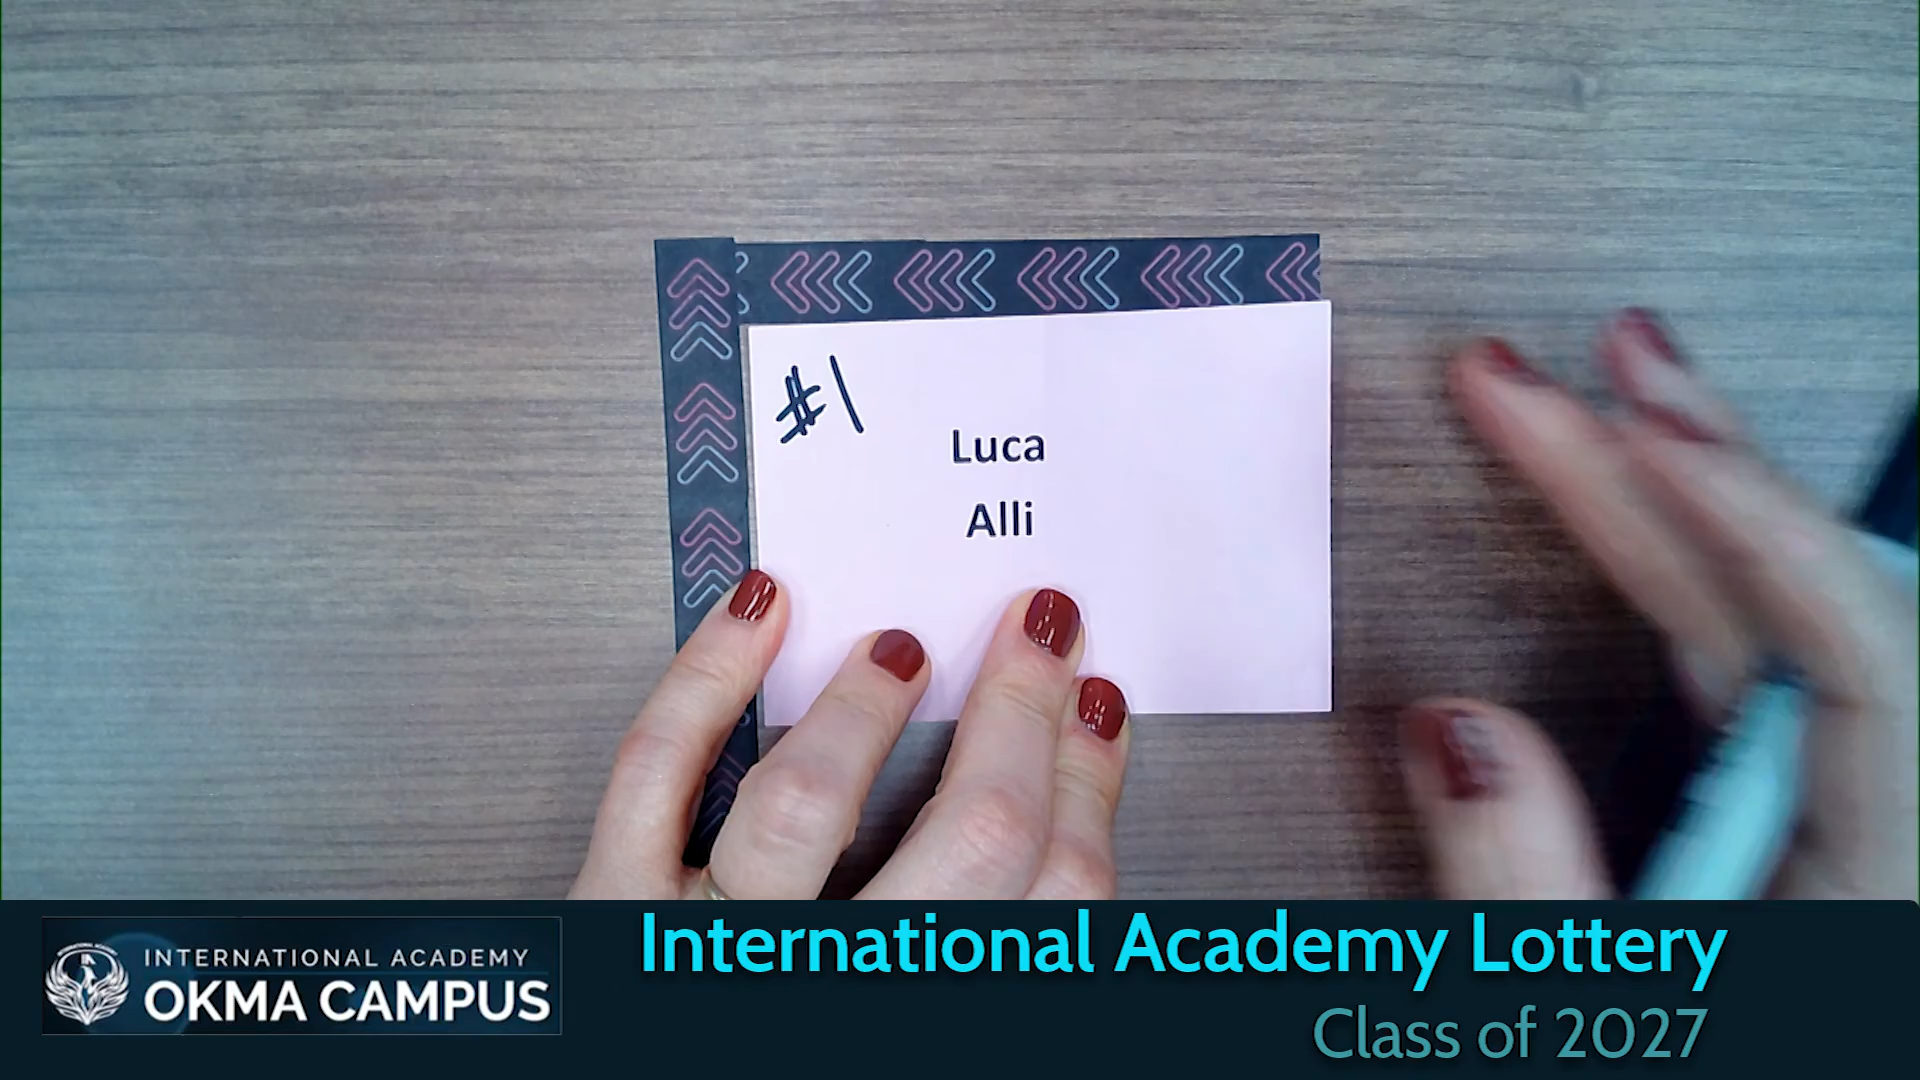 #1
Luca
Alli
INTERNATIONAL ACADEMY
OKMA CAMPUS
International Academy Lottery
Class of 2027